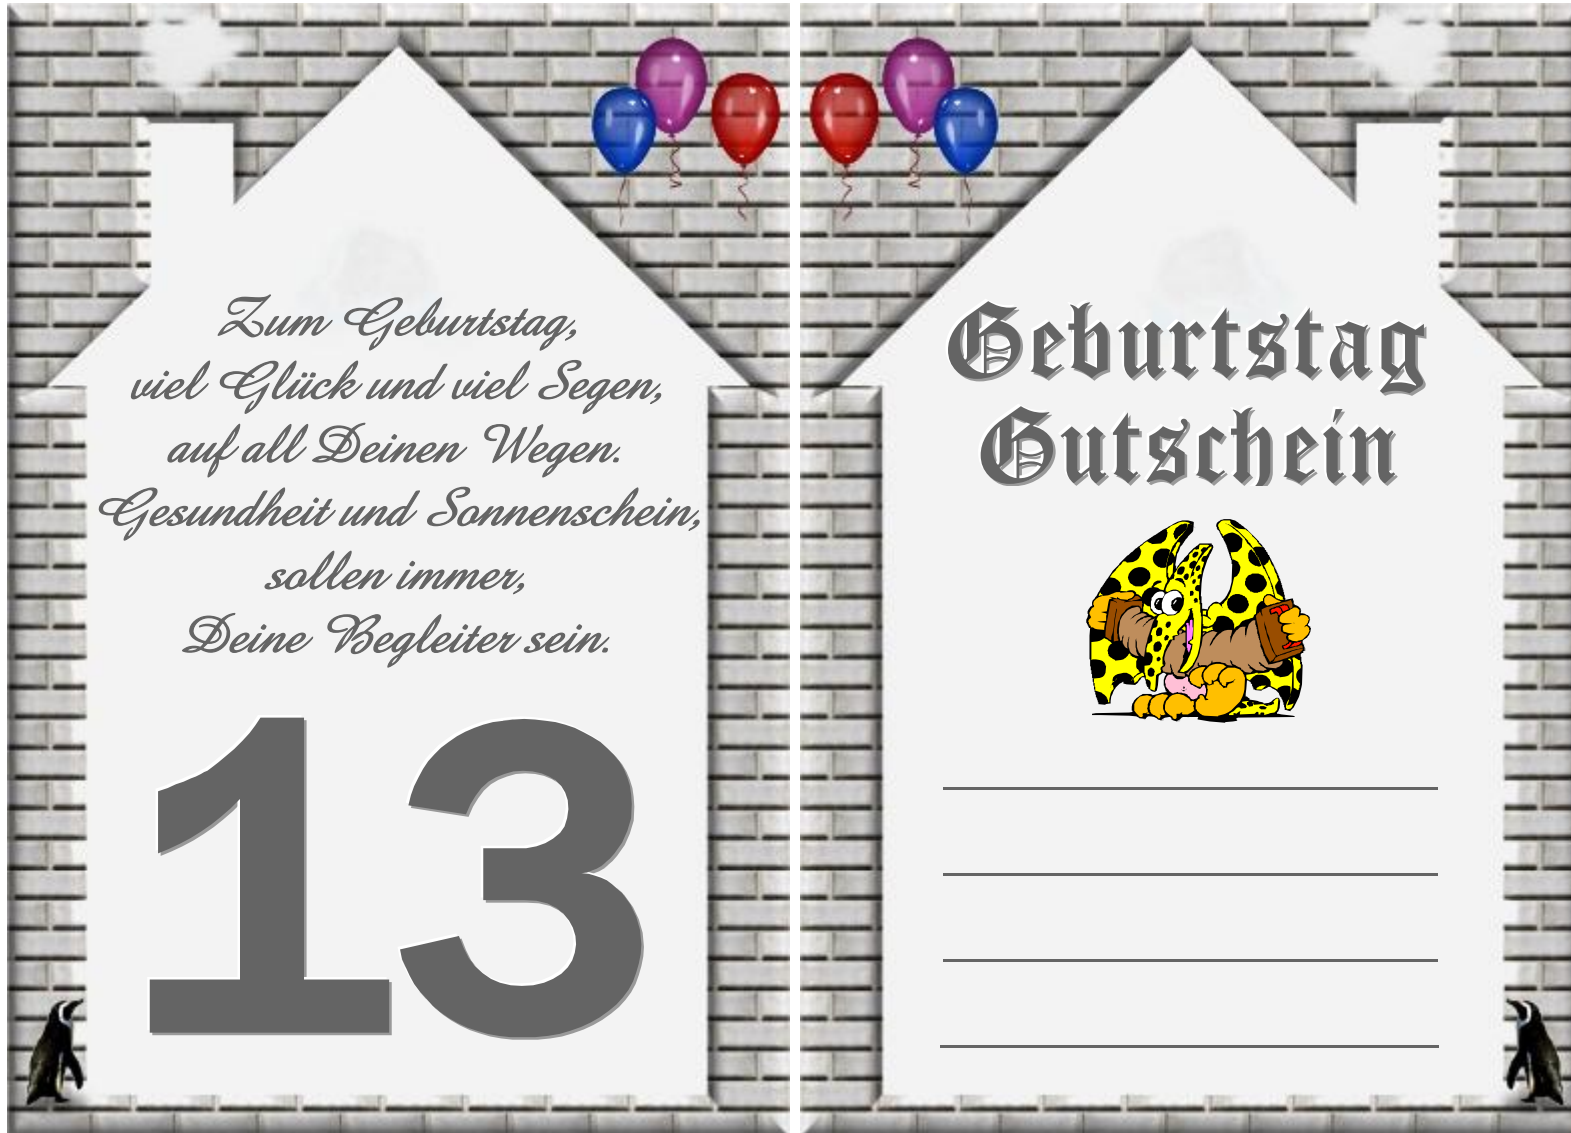 Zum Geburtstag,
viel Glück und viel Segen,
auf all Deinen Wegen.
Gesundheit und Sonnenschein,
sollen immer,
Deine Begleiter sein.
13
Geburtstag
Gutschein